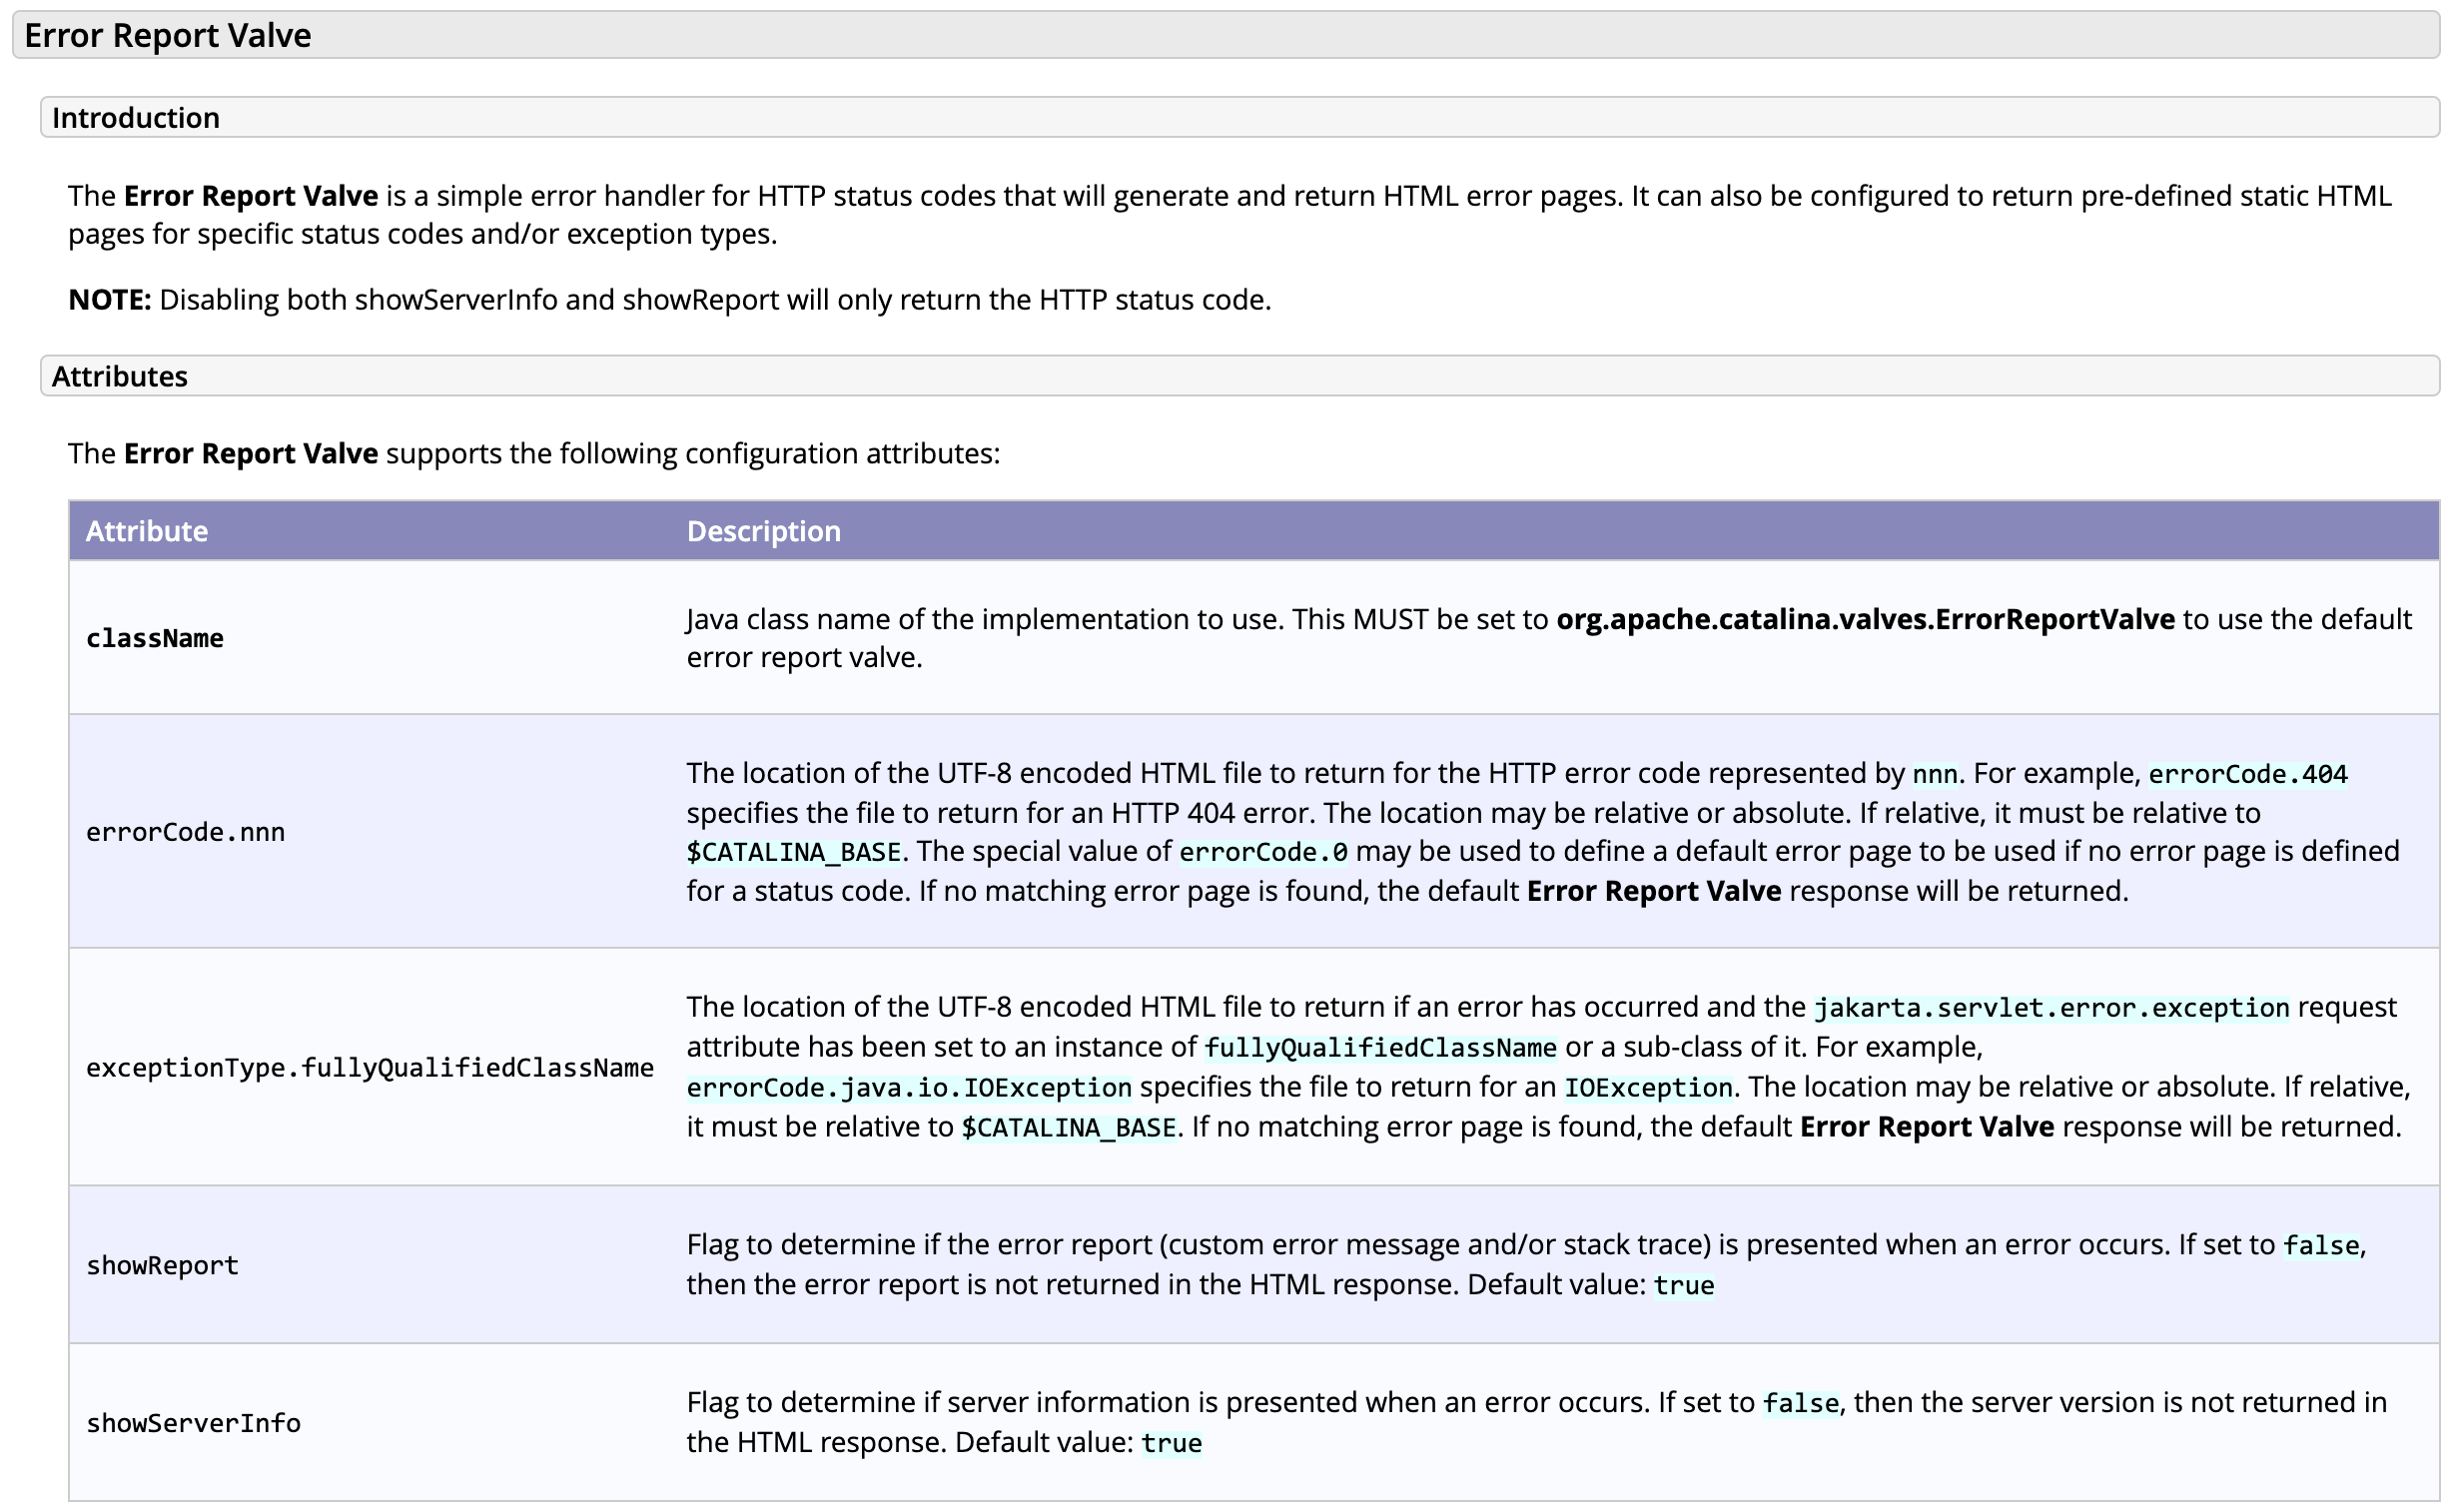 Error Report Valve
Introduction
The Error Report Valve is a simple error handler for HTTP status codes that will generate and return HTML error pages. It can also be configured to return pre-defined static HTML
pages for specific status codes and/or exception types.
NOTE: Disabling both showServerInfo and showReport will only return the HTTP status code.
Attributes
The Error Report Valve supports the following configuration attributes:
Attribute Description
className
Java class name of the implementation to use. This MUST be set to org.apache.catalina.valves.ErrorReportValve to use the default
error report valve.
errorCode.nnn
The location of the UTF-8 encoded HTML file to return for the HTTP error code represented by nnn. For example, errorCode.404
specifies the file to return for an HTTP 404 error. The location may be relative or absolute. If relative, it must be relative to
$CATALINA_BASE. The special value of errorCode.0 may be used to define a default error page to be used if no error page is defined
for a status code. If no matching error page is found, the default Error Report Valve response will be returned.
exceptionType.fullyQualifiedClassName
The location of the UTF-8 encoded HTML file to return if an error has occurred and the jakarta.servlet.error.exception request
attribute has been set to an instance of fullyQualifiedClassName or a sub-class of it. For example,
errorCode.java.io.IOException specifies the file to return for an IOException. The location may be relative or absolute. If relative,
it must be relative to $CATALINA_BASE. If no matching error page is found, the default Error Report Valve response will be returned.
showReport
Flag to determine if the error report (custom error message and/or stack trace) is presented when an error occurs. If set to false,
then the error report is not returned in the HTML response. Default value: true
showServerInfo
Flag to determine if server information is presented when an error occurs. If set to false, then the server version is not returned in
the HTML response. Default value: true